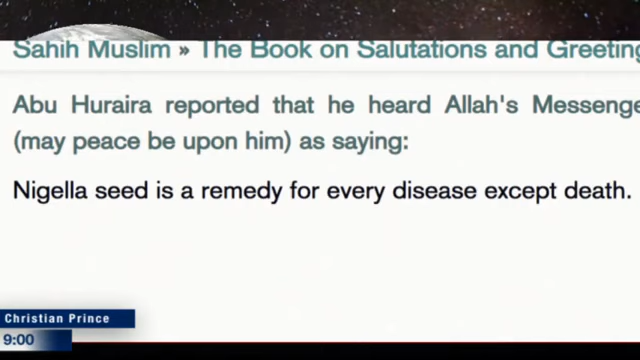 Sahih Muslim » The Book on Salutations and Greeting
Abu Huraira reported that he heard Allah's Messenge
(may peace be upon him) as saying:
Nigella seed is a remedy for every disease except death.
Christian Prince
9:00